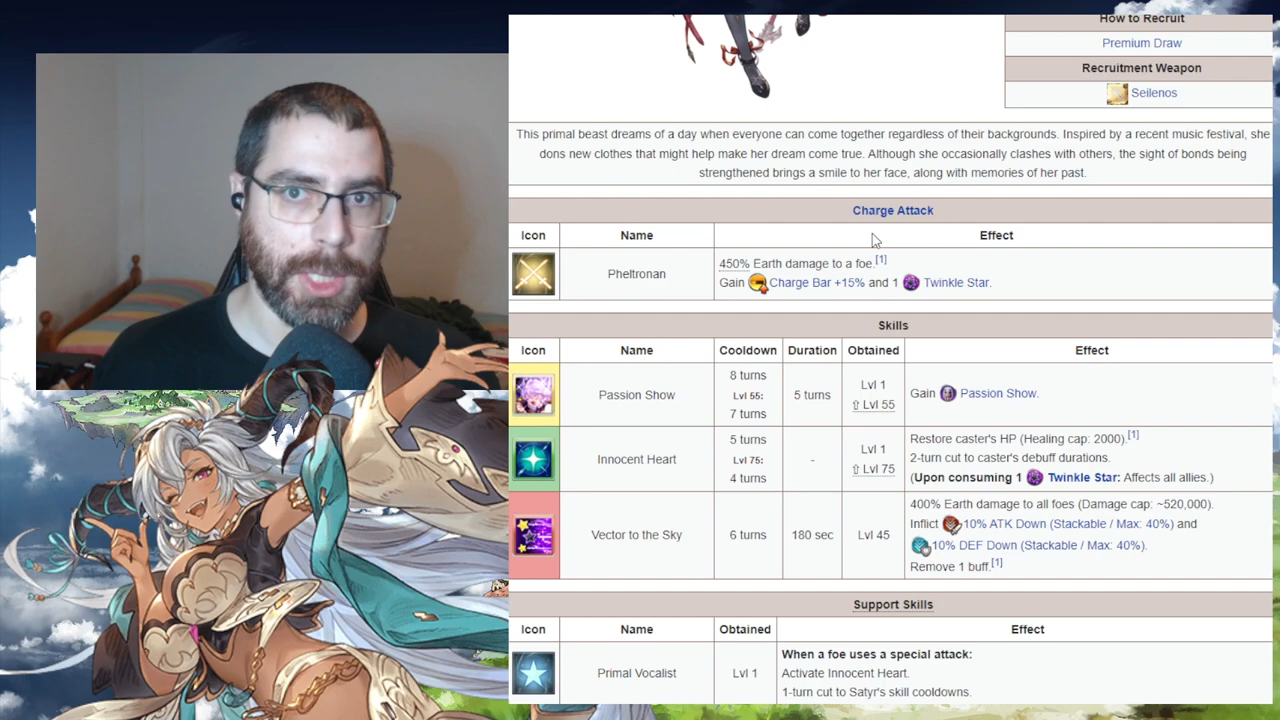 How to Recruit
Premium Draw
Recruitment Weapon
Seilenos
This primal beast dreams of a day when everyone can come together regardless of their backgrounds. Inspired by a recent music festival, she
dons new clothes that might help make her dream come true. Although she occasionally clashes with others, the sight of bonds being
strengthened brings a smile to her face, along with memories of her past.
Charge Attack
Icon Name Effect
Pheltronan
450% Earth damage to a foe.[1]
Gain Charge Bar +15% and 1 Twinkle Star.
Skills
Icon Name Cooldown Duration Obtained Effect
Passion Show
8 turns
Lvl 55:
7 turns
5 turns
Lvl 1
⇧ Lvl 55
Gain Passion Show.
Innocent Heart
5 turns
Lvl 75:
4 turns
-
Lvl 1
⇧ Lvl 75
Restore caster's HP (Healing cap: 2000).[1]
2-turn cut to caster's debuff durations.
(Upon consuming 1 Twinkle Star: Affects all allies.)
Vector to the Sky
6 turns
180 sec
Lvl 45
400% Earth damage to all foes (Damage cap: ~520,000).
Inflict 10% ATK Down (Stackable / Max: 40%) and
10% DEF Down (Stackable / Max: 40%).
Remove 1 buff.[1]
Support Skills
Icon Name Obtained Effect
Primal Vocalist
Lvl 1
When a foe uses a special attack:
Activate Innocent Heart.
1-turn cut to Satyr's skill cooldowns.